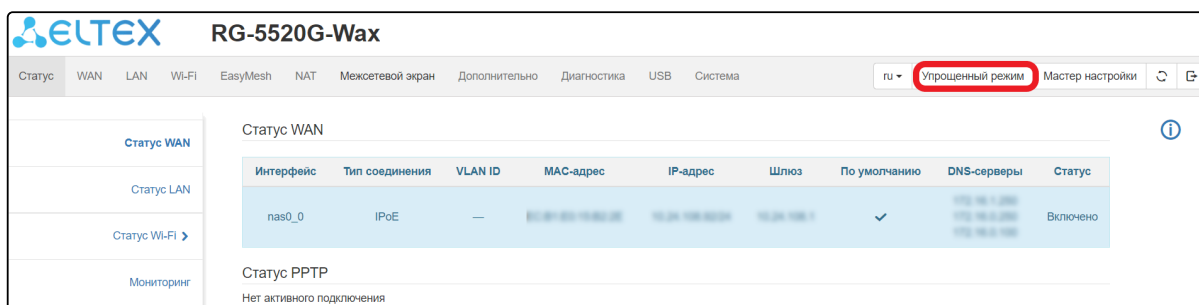 ELTEX RG-5520G-Wax
Статус WAN LAN Wi-Fi EasyMesh NAT Межсетевой экран Дополнительно Диагностика USB Система ru Упрощенный режим Мастер настройки
Статус WAN
Статус LAN
Статус Wi-Fi
Мониторинг
Статус WAN
Интерфейс Тип соединения VLAN ID MAC-адрес IP-адрес Шлюз По умолчанию DNS-серверы Статус
nas0_0 IPoE — Включено
Статус PPTP
Нет активного подключения